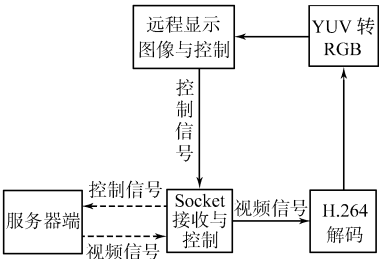 远程显示
图像与控制
YUV 转
RGB
控制信号
控制信号
服务器端
视频信号
Socket
接收与
控制
视频信号
H.264
解码